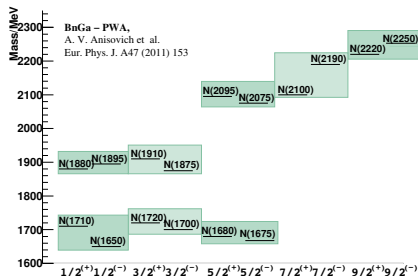 Mass/MeV
2300
2200
2100
2000
1900
1800
1700
1600
BnGa – PWA,
A. V. Anisovich et al.
Eur. Phys. J. A47 (2011) 153
N(2250)
N(2220)
N(2190)
N(2100)
N(2095)
N(2075)
N(1910)
N(1895)
N(1880)
N(1875)
N(1710)
N(1720)
N(1700)
N(1650)
N(1680)
N(1675)
1/2(+) 1/2(−) 3/2(+) 3/2(−) 5/2(+) 5/2(−) 7/2(+) 7/2(−) 9/2(+) 9/2(−)